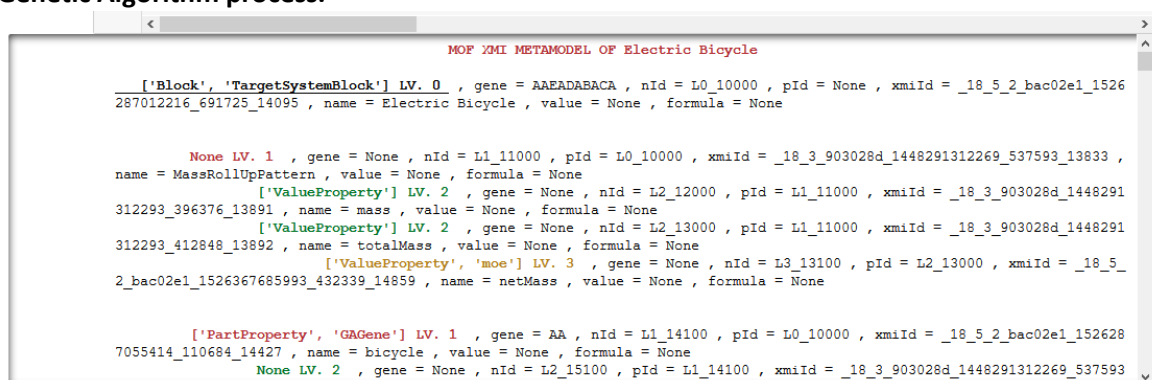 Genetic Algorithm process.
MOF XMI METAMODEL OF Electric Bicycle
['Block', 'TargetSystemBlock'] LV. 0 , gene = AAEADABACA , nId = L0_10000 , pId = None , xmiId = _18_5_2_bac02e1_1526
287012216_691725_14095 , name = Electric Bicycle , value = None , formula = None
None LV. 1 , gene = None , nId = L1_11000 , pId = L0_10000 , xmiId = _18_3_903028d_1448291312269_537593_13833 ,
name = MassRollUpPattern , value = None , formula = None
['ValueProperty'] LV. 2 , gene = None , nId = L2_12000 , pId = L1_11000 , xmiId = _18_3_903028d_1448291
312293_396376_13891 , name = mass , value = None , formula = None
['ValueProperty'] LV. 2 , gene = None , nId = L2_13000 , pId = L1_11000 , xmiId = _18_3_903028d_1448291
312293_412848_13892 , name = totalMass , value = None , formula = None
['ValueProperty', 'moe'] LV. 3 , gene = None , nId = L3_13100 , pId = L2_13000 , xmiId = _18_5_
2_bac02e1_1526367685993_432339_14859 , name = netMass , value = None , formula = None
['PartProperty', 'GAGene'] LV. 1 , gene = AA , nId = L1_14100 , pId = L0_10000 , xmiId = _18_5_2_bac02e1_152628
7055414_110684_14427 , name = bicycle , value = None , formula = None
None LV. 2 , gene = None , nId = L2_15100 , pId = L1_14100 , xmiId = _18_3_903028d_1448291312269_537593